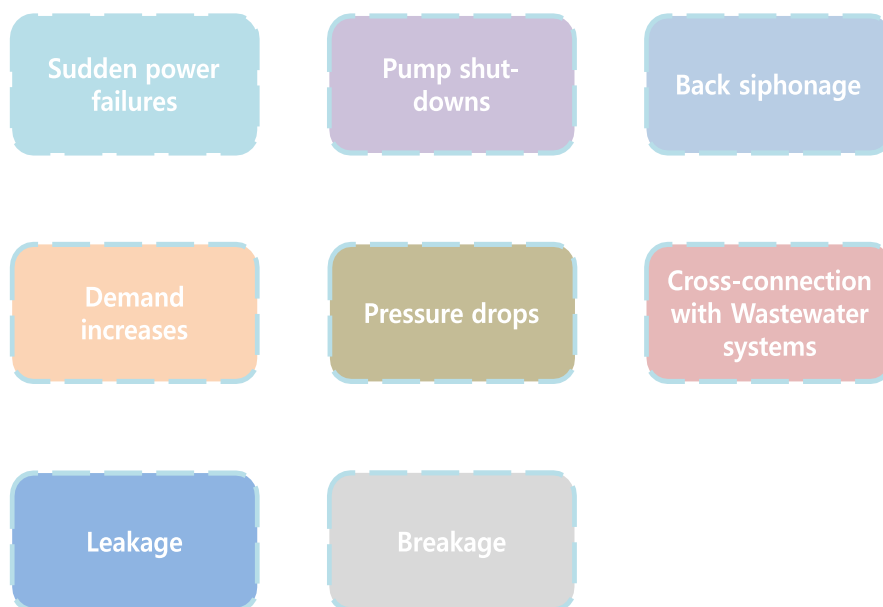 Sudden power
failures
Pump shut-
downs
Back siphonage
Demand
increases
Pressure drops
Cross-connection
with Wastewater
systems
Leakage
Breakage